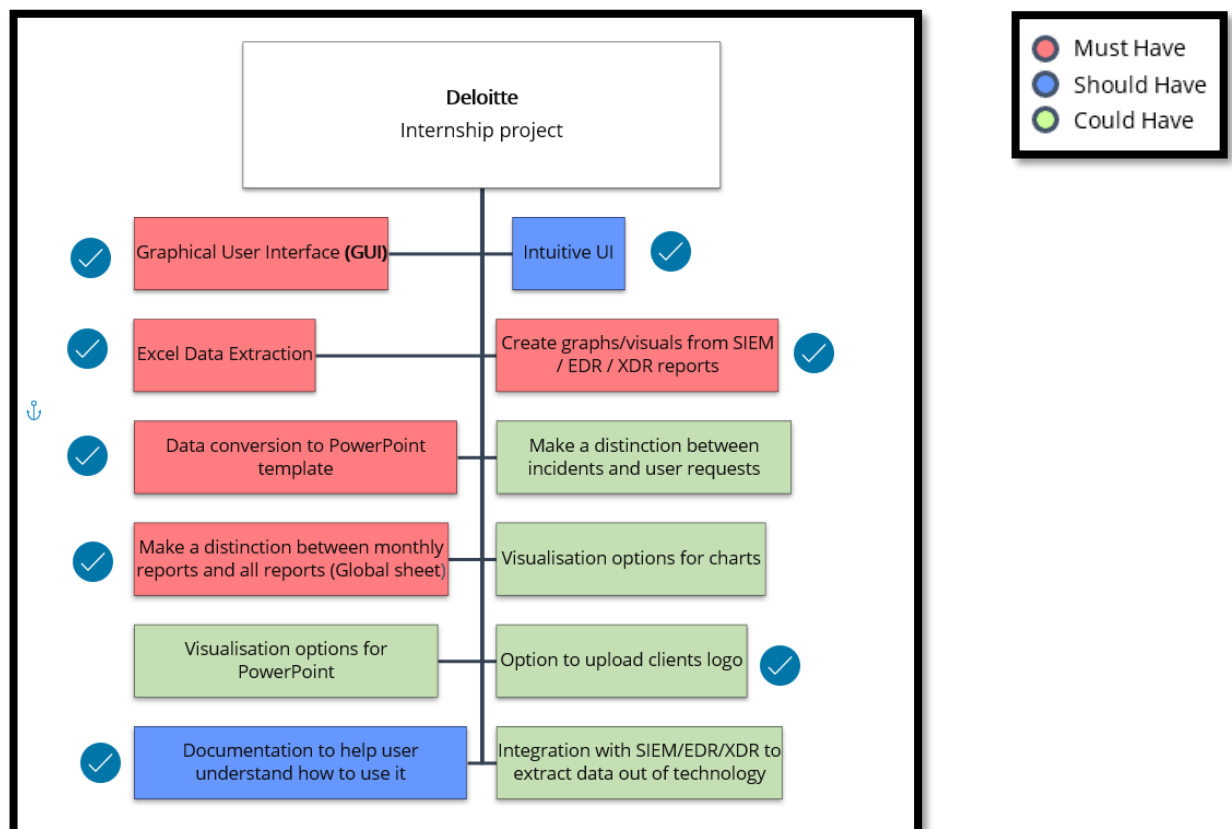 Deloitte
Internship project
Must Have
Should Have
Could Have
Graphical User Interface (GUI)
Intuitive UI
Excel Data Extraction
Create graphs/visuals from SIEM
/ EDR / XDR reports
Data conversion to PowerPoint
template
Make a distinction between
incidents and user requests
Make a distinction between monthly
reports and all reports (Global sheet)
Visualisation options for charts
Visualisation options for
PowerPoint
Option to upload clients logo
Documentation to help user
understand how to use it
Integration with SIEM/EDR/XDR to
extract data out of technology